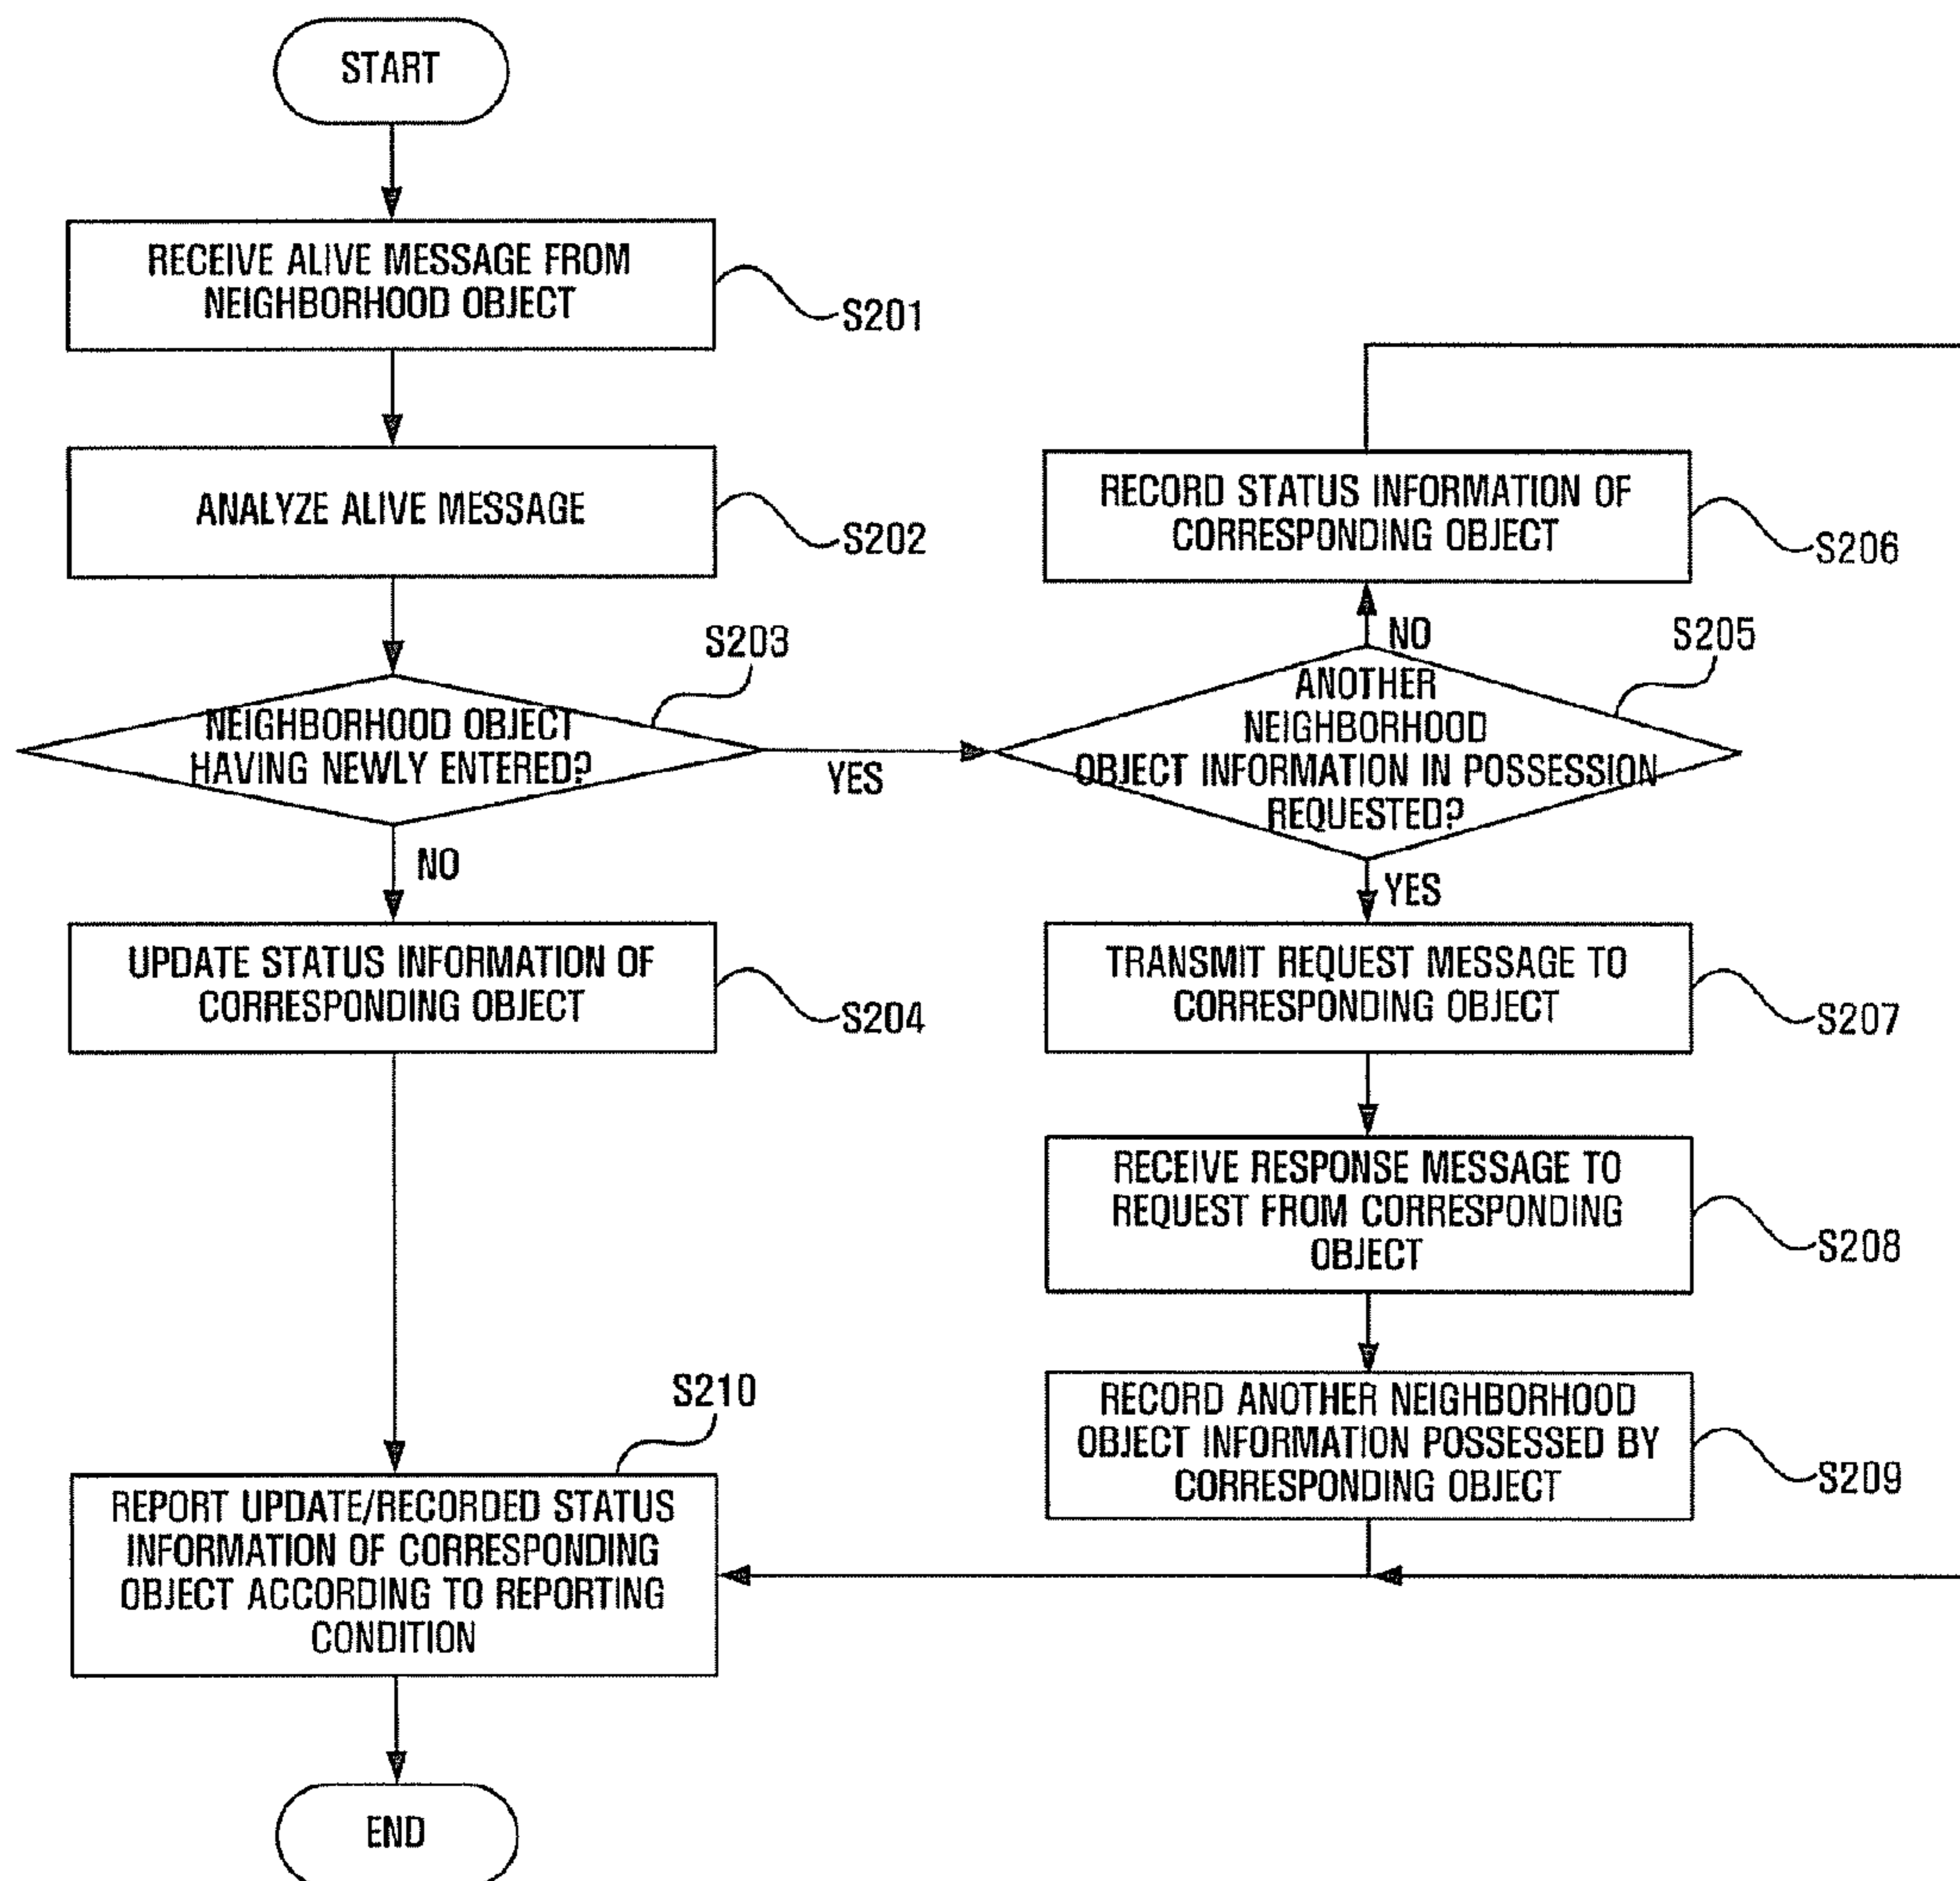 START
RECEIVE ALIVE MESSAGE FROM
NEIGHBORHOOD OBJECT
S201
ANALYZE ALIVE MESSAGE
S202
S203
NEIGHBORHOOD OBJECT
HAVING NEWLY ENTERED?
YES
NO
UPDATE STATUS INFORMATION OF
CORRESPONDING OBJECT
S204
RECORD STATUS INFORMATION OF
CORRESPONDING OBJECT
S206
NO
S205
ANOTHER
NEIGHBORHOOD
OBJECT INFORMATION IN POSSESSION
REQUESTED?
YES
TRANSMIT REQUEST MESSAGE TO
CORRESPONDING OBJECT
S207
RECEIVE RESPONSE MESSAGE TO
REQUEST FROM CORRESPONDING
OBJECT
S208
RECORD ANOTHER NEIGHBORHOOD
OBJECT INFORMATION POSSESSED BY
CORRESPONDING OBJECT
S209
S210
REPORT UPDATE/RECORDED STATUS
INFORMATION OF CORRESPONDING
OBJECT ACCORDING TO REPORTING
CONDITION
END